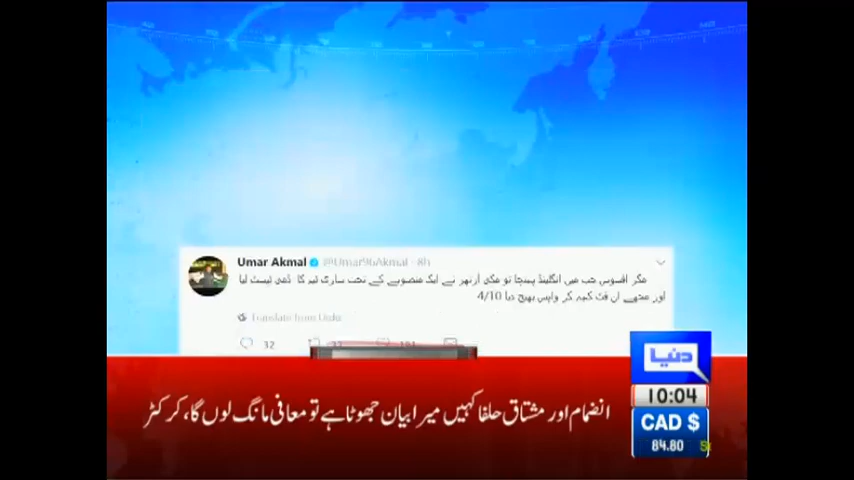 Umar Akmal @Umar96Akmal · 8h
مگر افسوس جب میں انگلینڈ پہنچا تو مکی آرتھر نے ایک منصوبے کے تحت ساری ٹیم کا ڈمی ٹیسٹ لیا
اور مجھے ان فٹ کہہ کر واپس بھیج دیا 4/10
Translate from Urdu
32 191
دنیا
10:04
انضمام اور مشتاق حلفا کہیں میرا بیان جھوٹا ہے تو معافی مانگ لوں گا، کرکٹر
CAD $
84.80